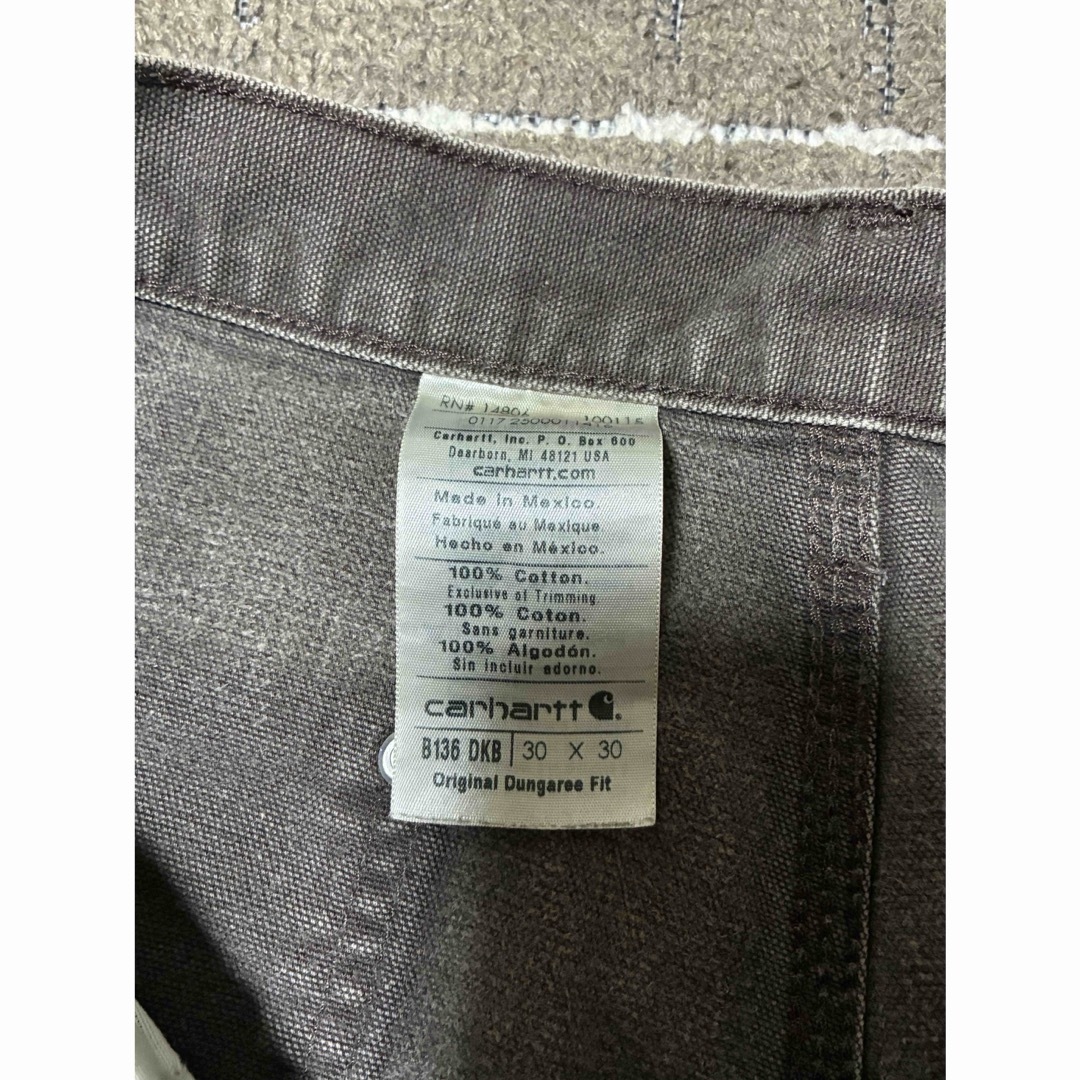 RN# 14806
Carhartt, Inc. P. O. Box 600
Dearborn, MI 48121 USA
carhartt.com
Made in Mexico.
Fabriqué au Mexique.
Hecho en México.
100% Cotton.
Exclusive of Trimming
100% Coton.
Sans garniture.
100% Algodón.
Sin incluir adorno.
carhartt
B136 DKB 30 X 30
Original Dungaree Fit